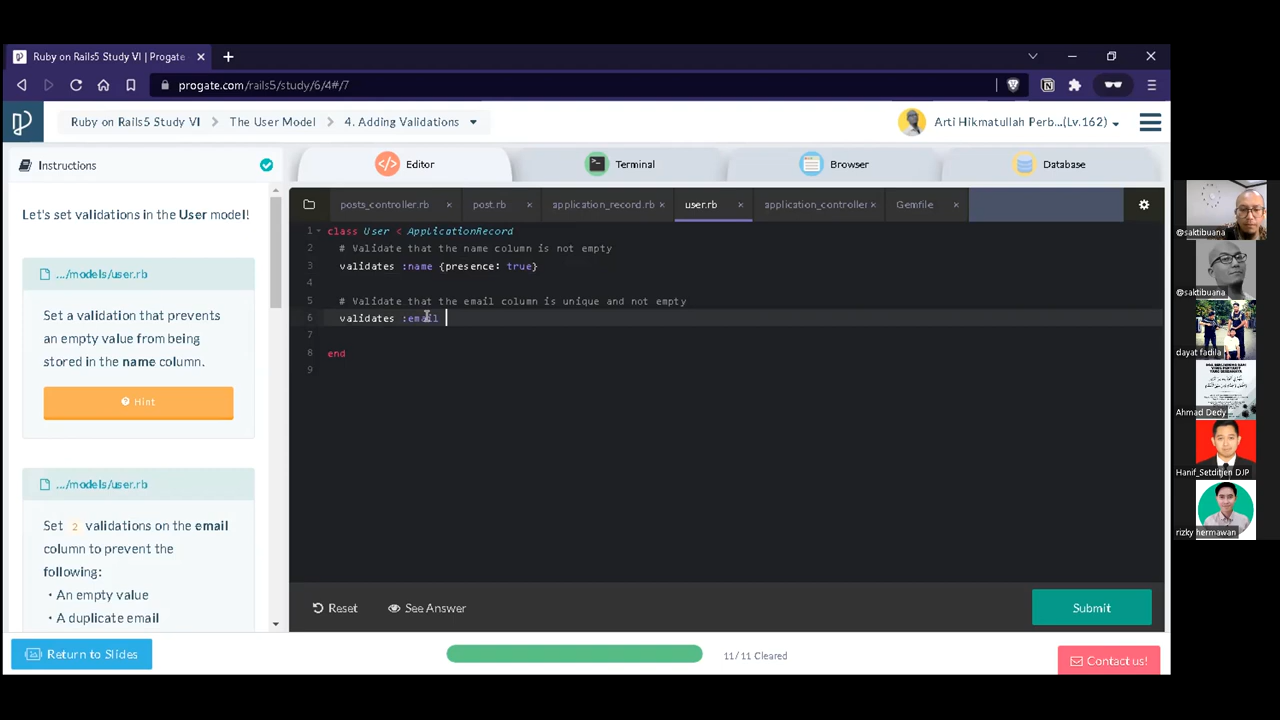 Ruby on Rails5 Study VI | Progate
progate.com/rails5/study/6/4#/7
Ruby on Rails5 Study VI
The User Model
4. Adding Validations
Arti Hikmatullah Perb...(Lv.162)
Instructions
Editor
Terminal
Browser
Database
Let's set validations in the User model!
.../models/user.rb
Set a validation that prevents
an empty value from being
stored in the name column.
Hint
.../models/user.rb
Set 2 validations on the email
column to prevent the
following:
・An empty value
・A duplicate email
posts_controller.rb
post.rb
application_record.rb
user.rb
application_controller
Gemfile
1 class User < ApplicationRecord
2 # Validate that the name column is not empty
3 validates :name {presence: true}
4
5 # Validate that the email column is unique and not empty
6 validates :email
7
8 end
9
Reset
See Answer
Submit
Return to Slides
11/11 Cleared
Contact us!
@saktibuana
@saktibuana
dayat fadila
Ahmad Dedy
Hanif_Setditjen DJP
rizky hermawan